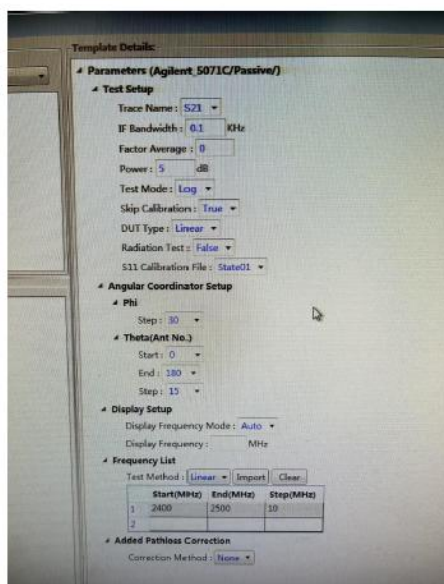 Template Details:
Parameters (Agilent_5071C/Passive/)
Test Setup
Trace Name : S21
IF Bandwidth : 0.1 KHz
Factor Average : 0
Power : 5 dB
Test Mode : Log
Skip Calibration : True
DUT Type : Linear
Radiation Test : False
S11 Calibration File : State01
Angular Coordinator Setup
Phi
Step : 30
Theta(Ant No.)
Start : 0
End : 180
Step : 15
Display Setup
Display Frequency Mode : Auto
Display Frequency : MHz
Frequency List
Test Method : Linear Import Clear
Start(MHz) End(MHz) Step(MHz)
1 2400 2500 10
2
Added Pathloss Correction
Correction Method : None